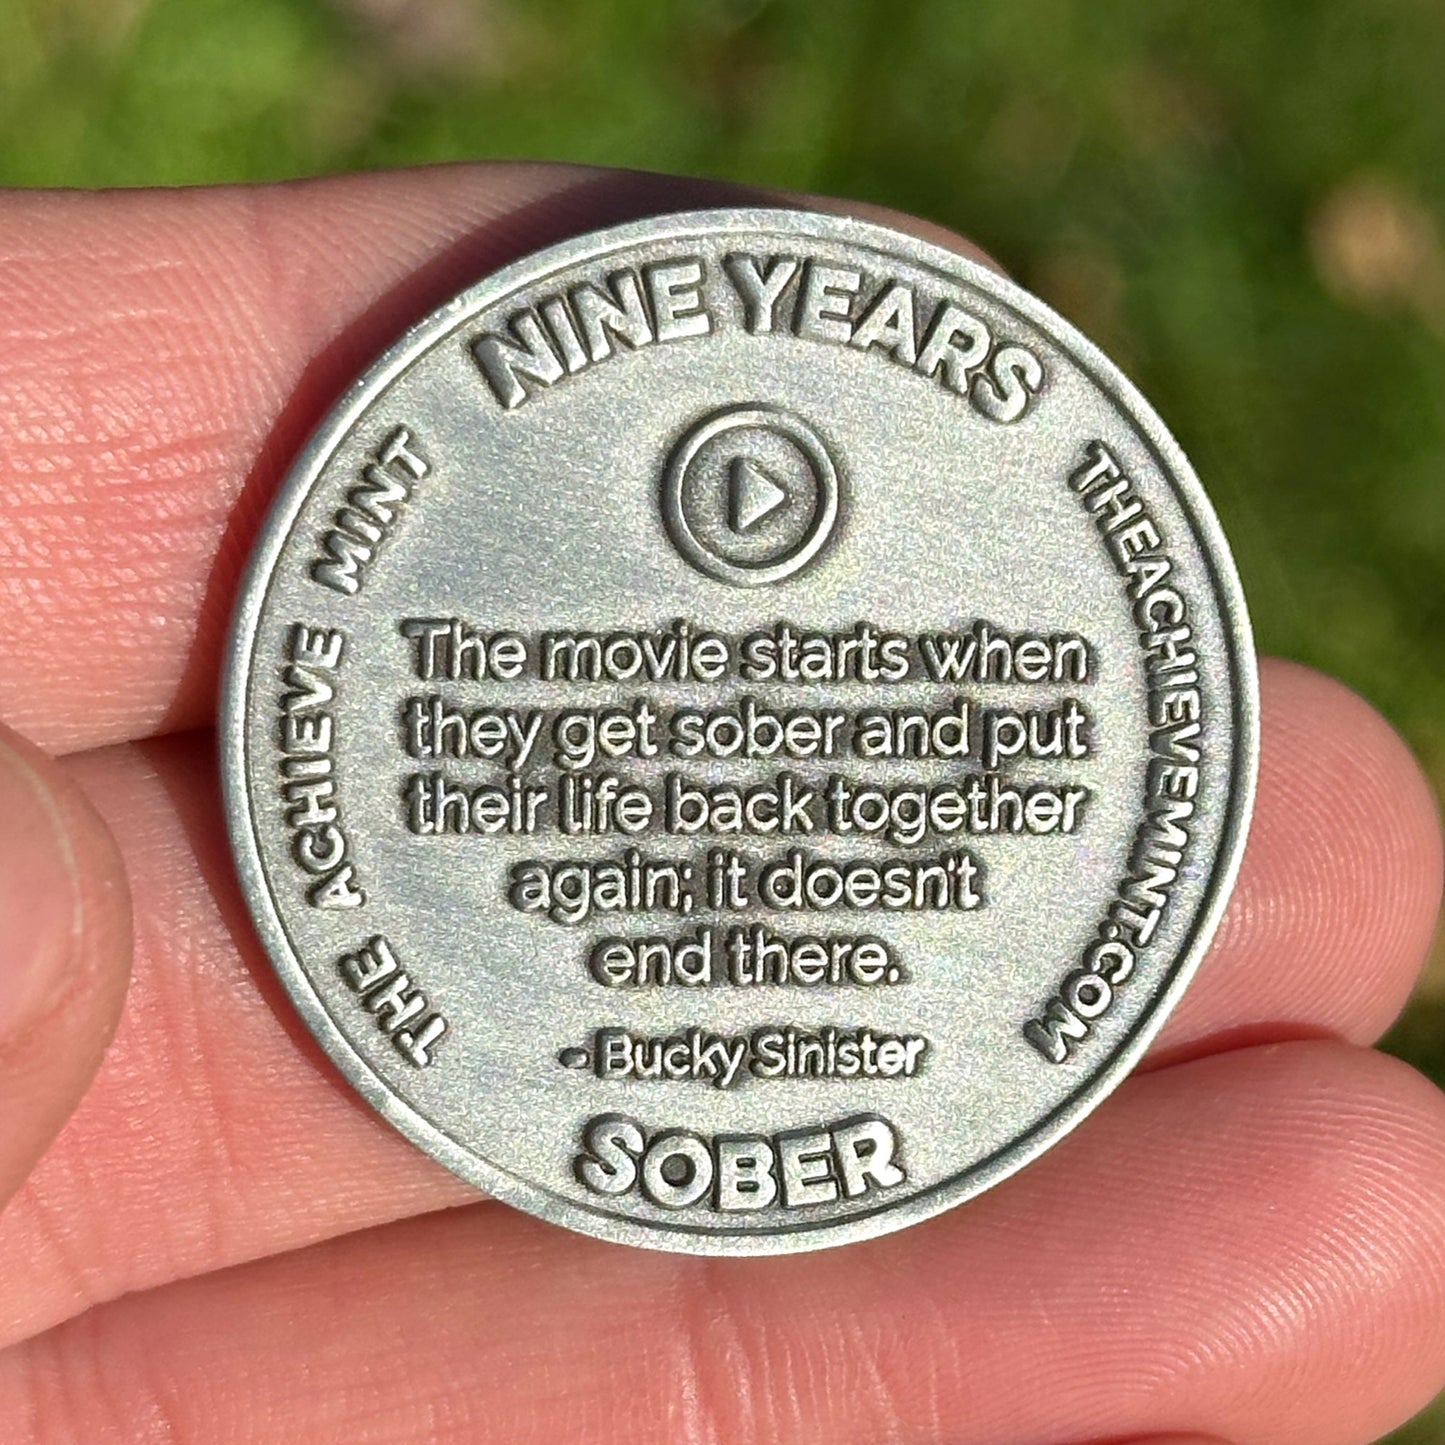 NINE YEARS
THE ACHIEVE MINT
THEACHIEVEMINT.COM
The movie starts when
they get sober and put
their life back together
again; it doesn't
end there.
- Bucky Sinister
SOBER